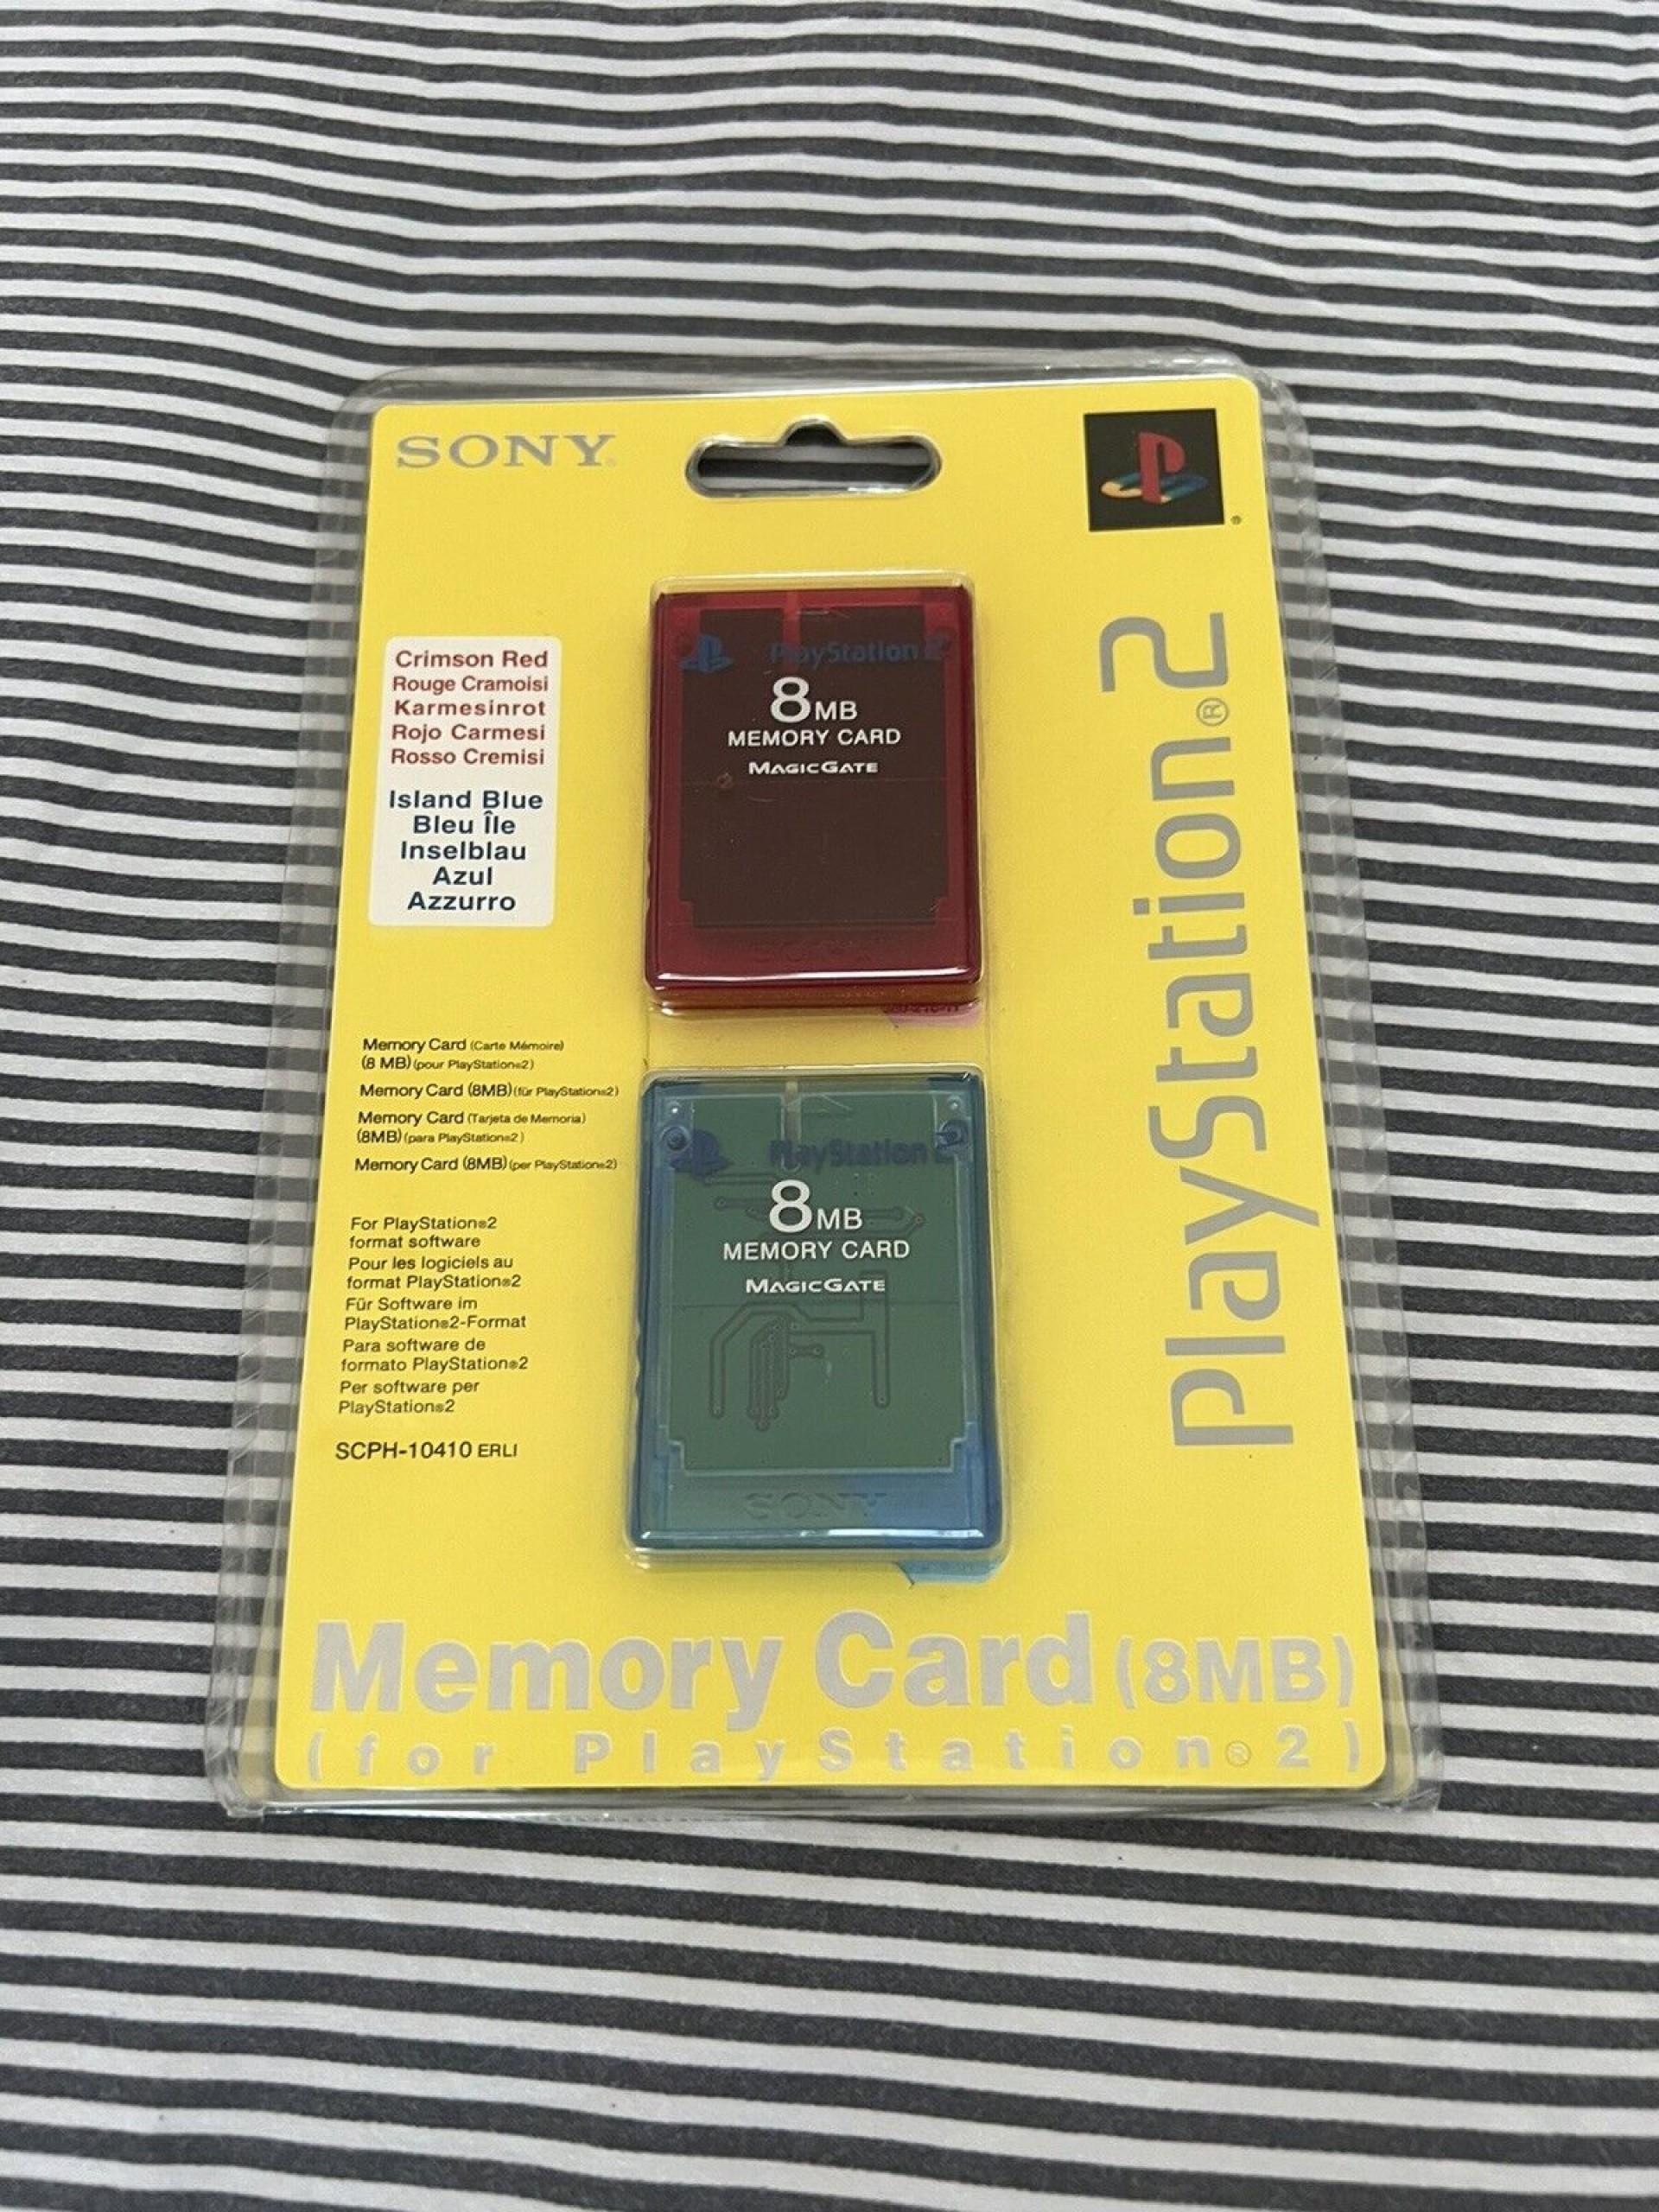 SONY
Crimson Red
Rouge Cramoisi
Karmesinrot
Rojo Carmesi
Rosso Cremisi
Island Blue
Bleu Île
Inselblau
Azul
Azzurro
PlayStation 2
8MB
MEMORY CARD
MAGICGATE
SONY
PlayStation®2
Memory Card (Carte Mémoire)
(8 MB) (pour PlayStation®2)
Memory Card (8MB) (für PlayStation®2)
Memory Card (Tarjeta de Memoria)
(8MB) (para PlayStation®2)
Memory Card (8MB) (per PlayStation®2)
For PlayStation®2
format software
Pour les logiciels au
format PlayStation®2
Für Software im
PlayStation®2-Format
Para software de
formato PlayStation®2
Per software per
PlayStation®2
SCPH-10410 ERLI
PlayStation 2
8MB
MEMORY CARD
MAGICGATE
SONY
Memory Card (8MB)
(for PlayStation®2)